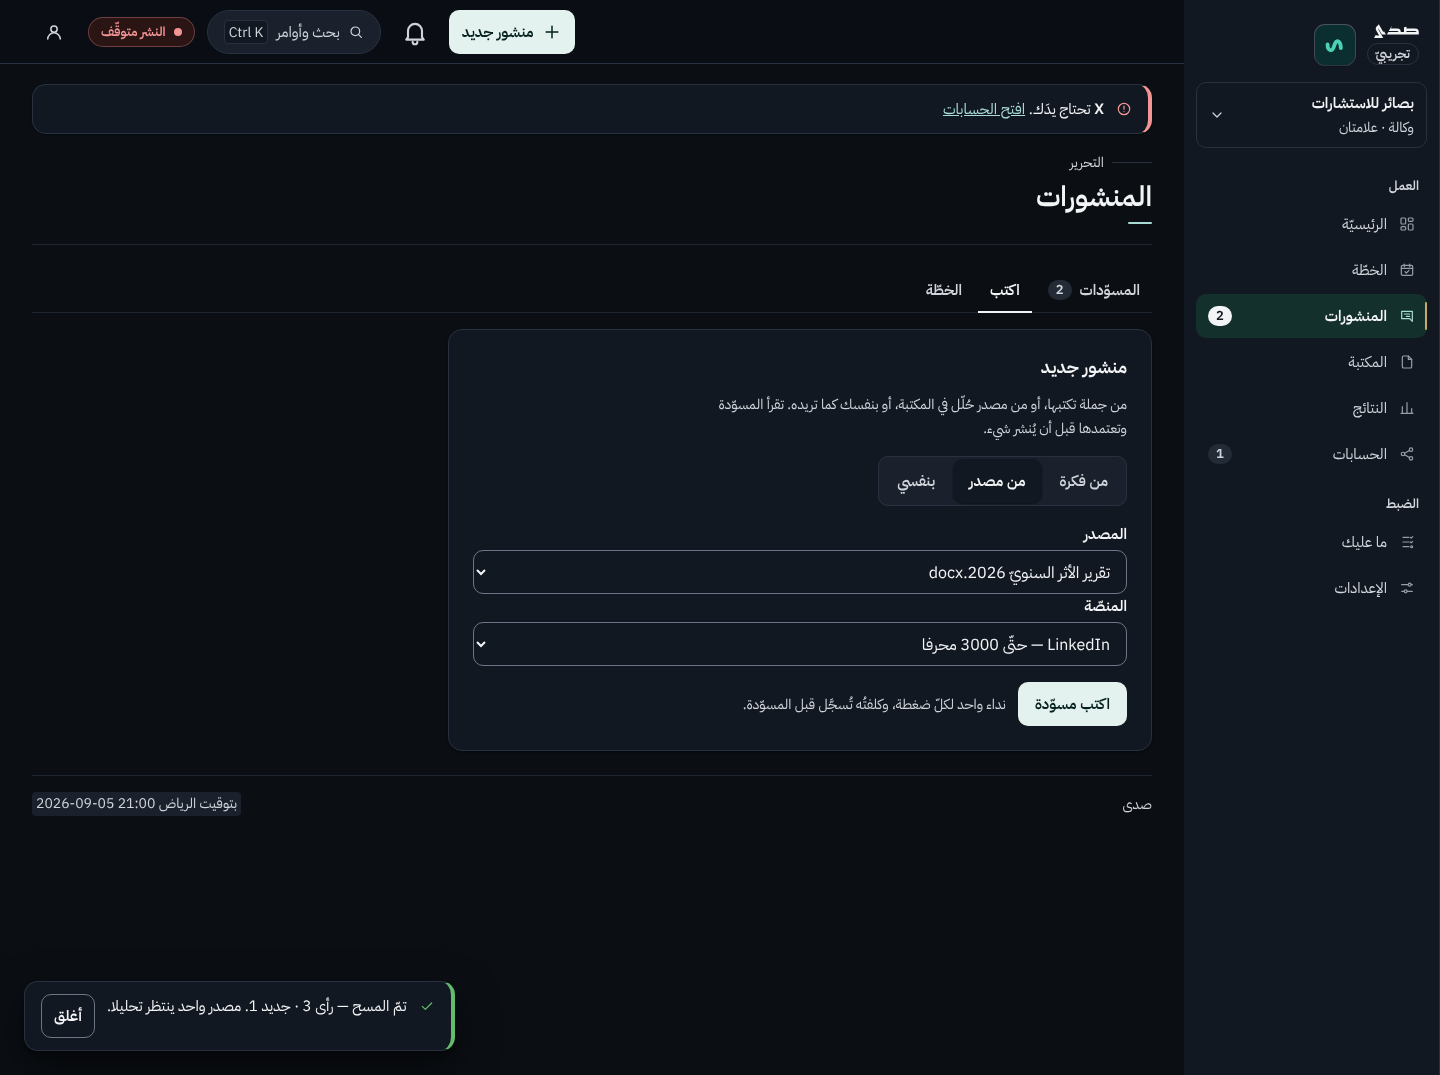 صدى
تجريبيّ
بصائر للاستشارات
وكالة · علامتان
العمل
الرئيسيّة
الخطّة
المنشورات 2
المكتبة
النتائج
الحسابات 1
الضبط
ما عليك
الإعدادات
منشور جديد
بحث وأوامر Ctrl K
النشر متوقّف
X تحتاج يدَك. افتح الحسابات
التحرير
المنشورات
المسوّدات 2
اكتب
الخطّة
منشور جديد
من جملة تكتبها، أو من مصدر حُلّل في المكتبة، أو بنفسك كما تريده. تقرأ المسوّدة
وتعتمدها قبل أن يُنشر شيء.
من فكرة
من مصدر
بنفسي
المصدر
تقرير الأثر السنويّ 2026.docx
المنصّة
LinkedIn — حتّى 3000 محرفا
اكتب مسوّدة
نداء واحد لكلّ ضغطة، وكلفتُه تُسجَّل قبل المسوّدة.
صدى
بتوقيت الرياض 21:00 2026-09-05
تمّ المسح — رأى 3 · جديد 1. مصدر واحد ينتظر تحليلا.
أغلق